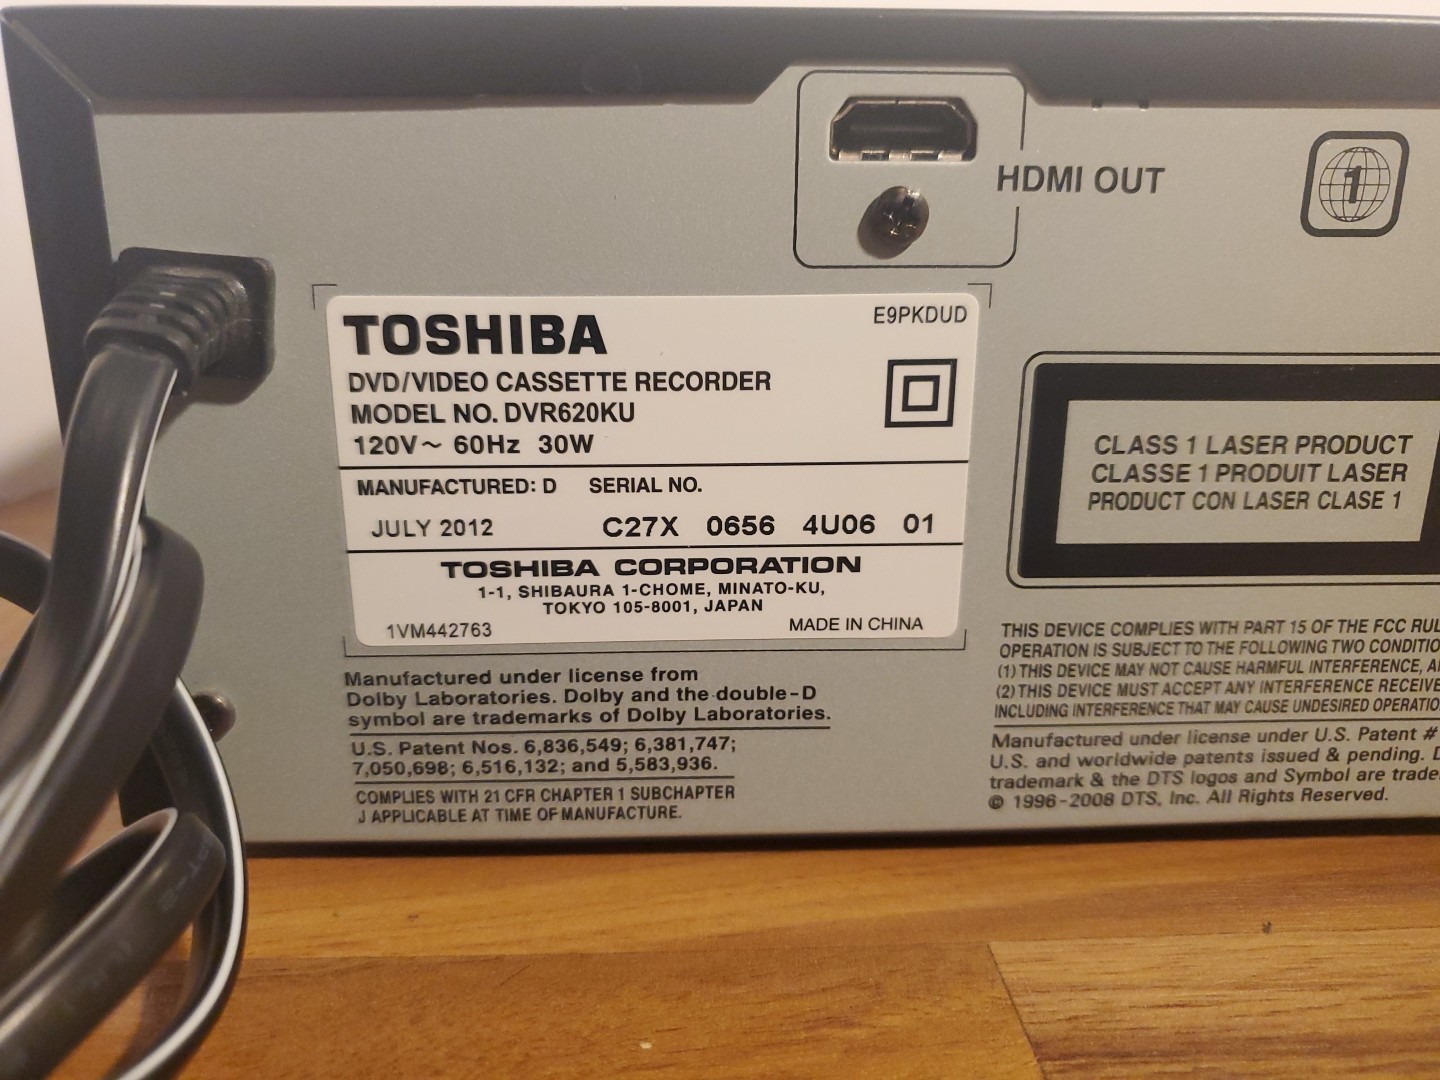 HDMI OUT
1
TOSHIBA
E9PKDUD
DVD/VIDEO CASSETTE RECORDER
MODEL NO. DVR620KU
120V~ 60Hz 30W
MANUFACTURED: D SERIAL NO.
JULY 2012 C27X 0656 4U06 01
TOSHIBA CORPORATION
1-1, SHIBAURA 1-CHOME, MINATO-KU,
TOKYO 105-8001, JAPAN
1VM442763 MADE IN CHINA
Manufactured under license from
Dolby Laboratories. Dolby and the double-D
symbol are trademarks of Dolby Laboratories.
U.S. Patent Nos. 6,836,549; 6,381,747;
7,050,698; 6,516,132; and 5,583,936.
COMPLIES WITH 21 CFR CHAPTER 1 SUBCHAPTER
J APPLICABLE AT TIME OF MANUFACTURE.
CLASS 1 LASER PRODUCT
CLASSE 1 PRODUIT LASER
PRODUCT CON LASER CLASE 1
THIS DEVICE COMPLIES WITH PART 15 OF THE FCC RUL
OPERATION IS SUBJECT TO THE FOLLOWING TWO CONDITIO
(1) THIS DEVICE MAY NOT CAUSE HARMFUL INTERFERENCE, A
(2) THIS DEVICE MUST ACCEPT ANY INTERFERENCE RECEIVE
INCLUDING INTERFERENCE THAT MAY CAUSE UNDESIRED OPERATIO
Manufactured under license under U.S. Patent #
U.S. and worldwide patents issued & pending. D
trademark & the DTS logos and Symbol are trade
© 1996-2008 DTS, Inc. All Rights Reserved.